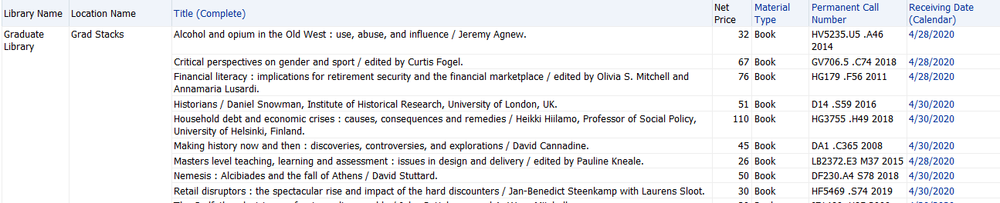 Library Name Location Name Title (Complete) Net Price Material Type Permanent Call Number Receiving Date (Calendar)
Graduate Library Grad Stacks Alcohol and opium in the Old West : use, abuse, and influence / Jeremy Agnew. 32 Book HV5235.U5 .A46 2014 4/28/2020
Critical perspectives on gender and sport / edited by Curtis Fogel. 67 Book GV706.5 .C74 2018 4/28/2020
Financial literacy : implications for retirement security and the financial marketplace / edited by Olivia S. Mitchell and Annamaria Lusardi. 76 Book HG179 .F56 2011 4/28/2020
Historians / Daniel Snowman, Institute of Historical Research, University of London, UK. 51 Book D14 .S59 2016 4/30/2020
Household debt and economic crises : causes, consequences and remedies / Heikki Hiilamo, Professor of Social Policy, University of Helsinki, Finland. 110 Book HG3755 .H49 2018 4/30/2020
Making history now and then : discoveries, controversies, and explorations / David Cannadine. 45 Book DA1 .C365 2008 4/30/2020
Masters level teaching, learning and assessment : issues in design and delivery / edited by Pauline Kneale. 26 Book LB2372.E3 M37 2015 4/28/2020
Nemesis : Alcibiades and the fall of Athens / David Stuttard. 50 Book DF230.A4 S78 2018 4/30/2020
Retail disruptors : the spectacular rise and impact of the hard discounters / Jan-Benedict Steenkamp with Laurens Sloot. 30 Book HF5469 .S74 2019 4/30/2020